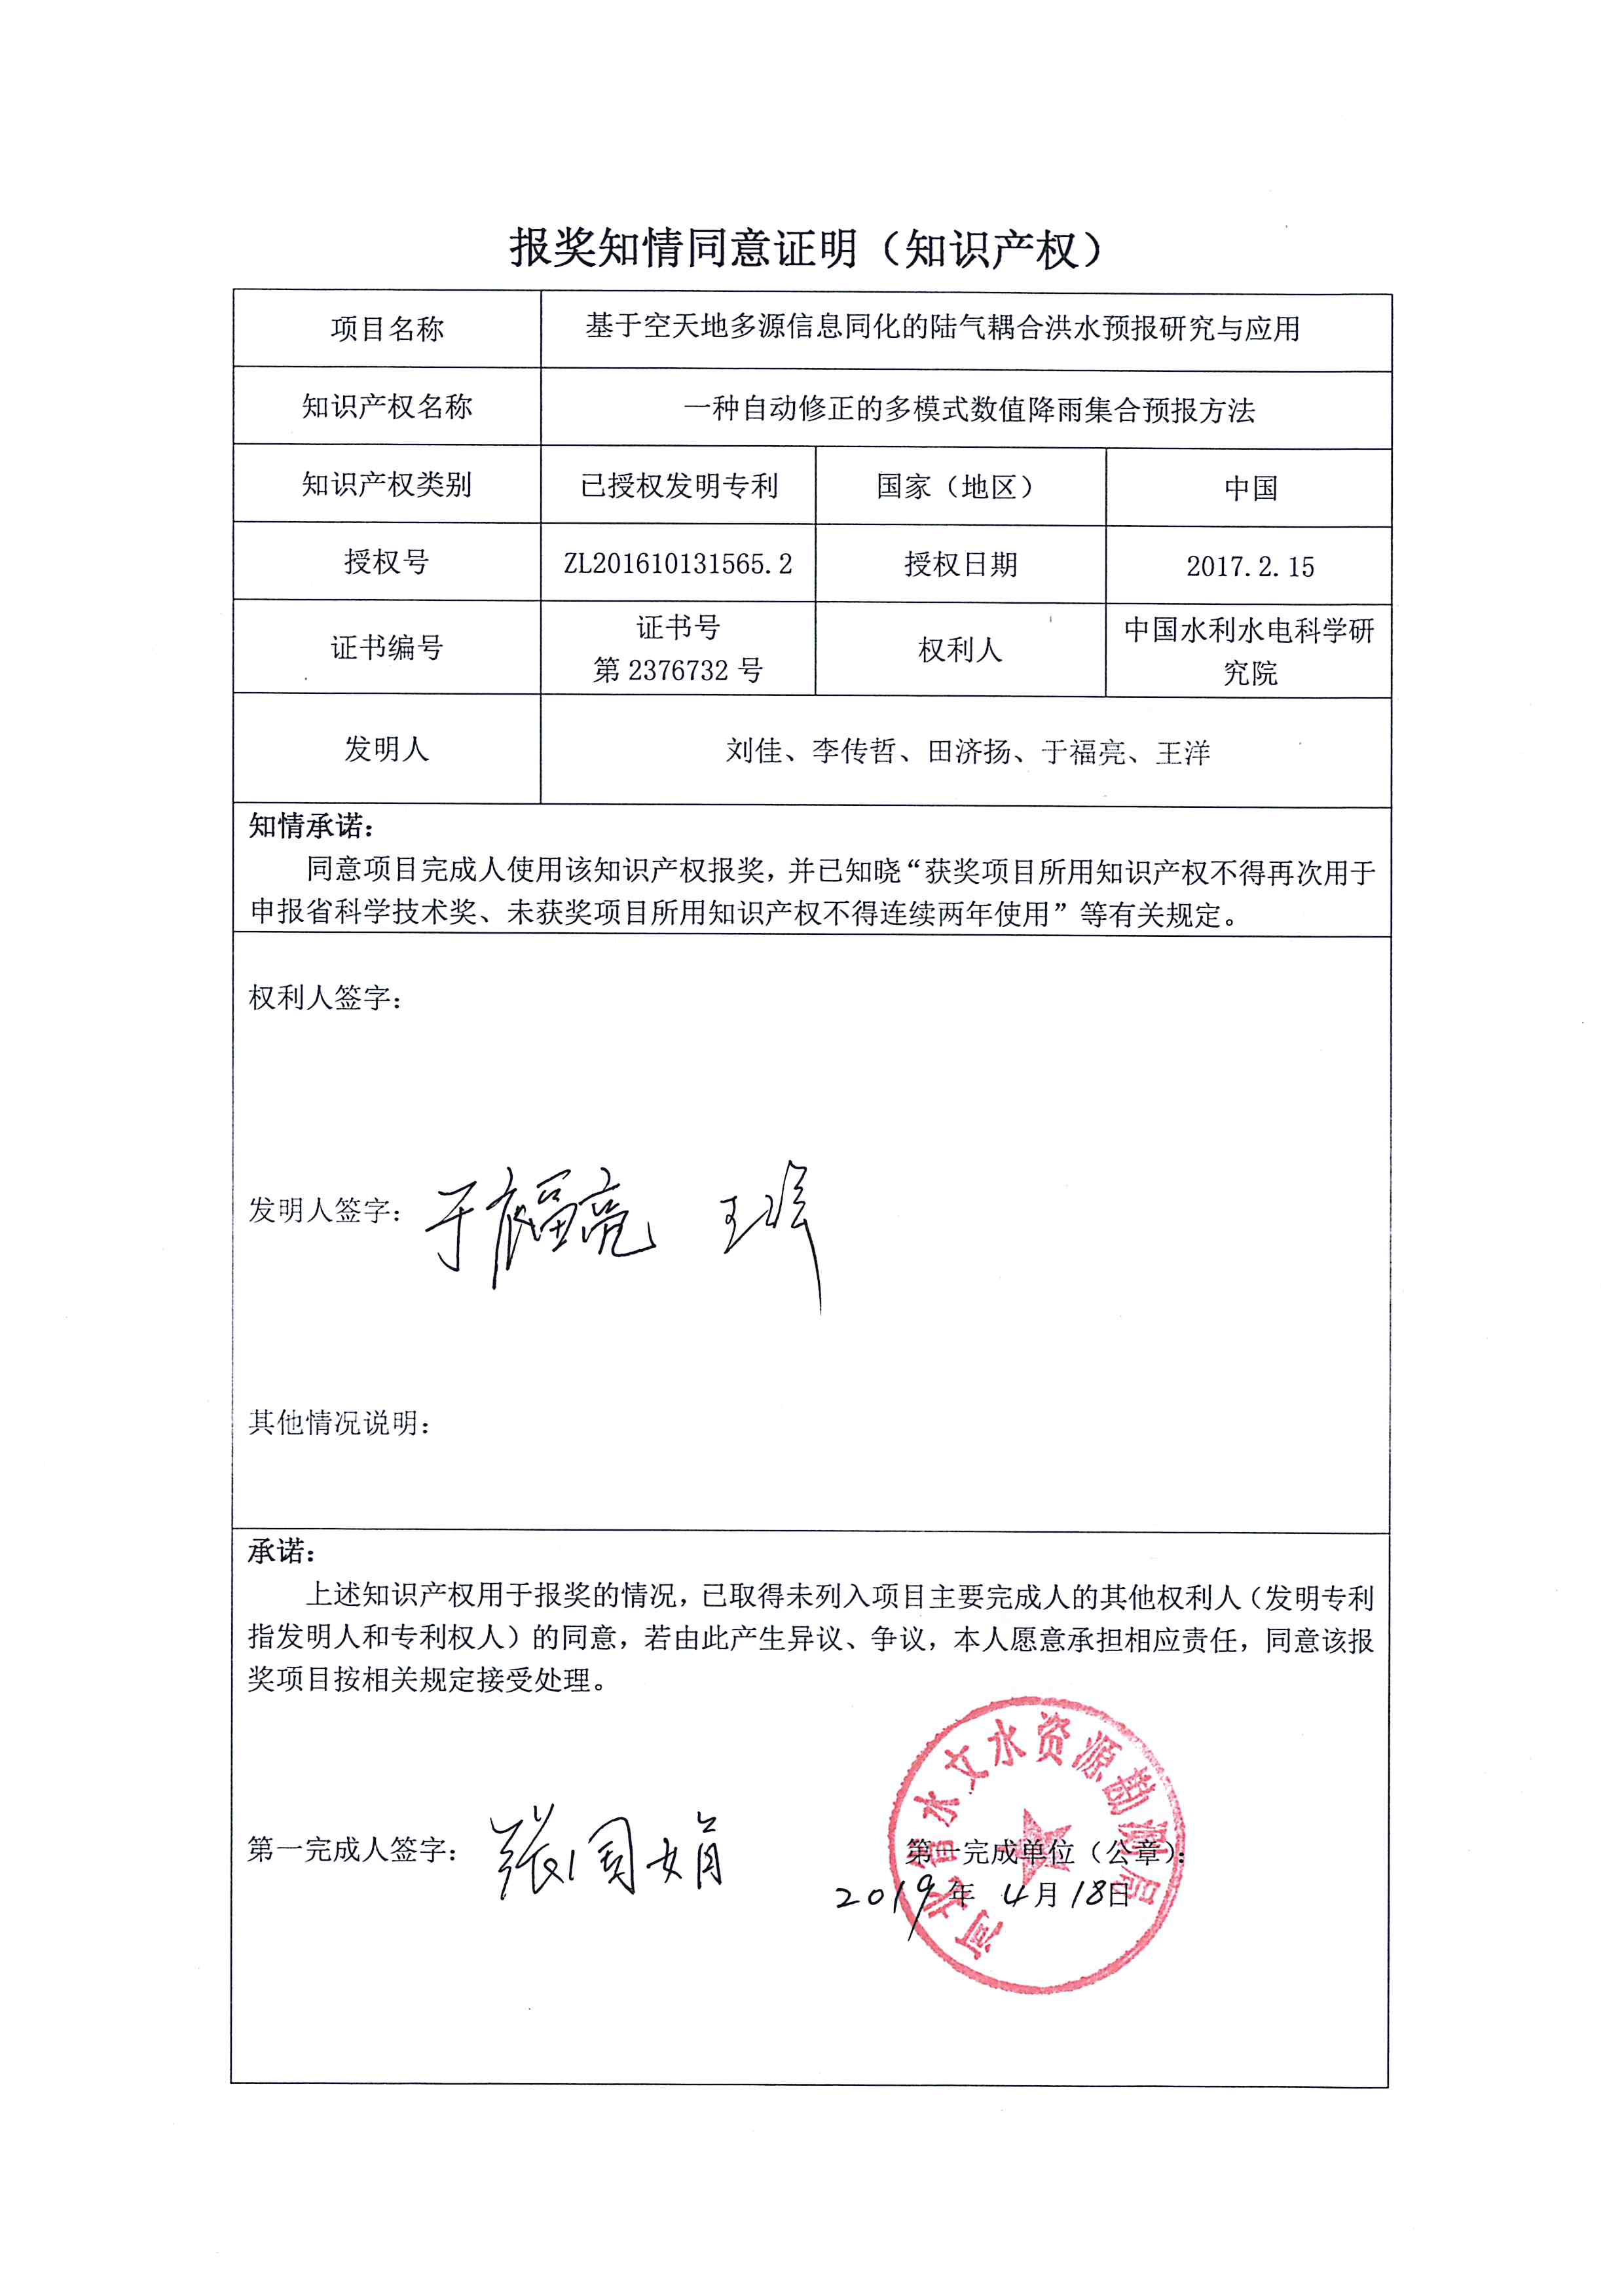 报奖知情同意证明（知识产权）
项目名称 基于空天地多源信息同化的陆气耦合洪水预报研究与应用
知识产权名称 一种自动修正的多模式数值降雨集合预报方法
知识产权类别 已授权发明专利 国家（地区） 中国
授权号 ZL201610131565.2 授权日期 2017.2.15
证书编号 证书号 第 2376732 号 权利人 中国水利水电科学研究院
发明人 刘佳、李传哲、田济扬、于福亮、王洋
知情承诺：
同意项目完成人使用该知识产权报奖，并已知晓“获奖项目所用知识产权不得再次用于
申报省科学技术奖、未获奖项目所用知识产权不得连续两年使用”等有关规定。
权利人签字：
发明人签字： 于福亮 王洋
其他情况说明：
承诺：
上述知识产权用于报奖的情况，已取得未列入项目主要完成人的其他权利人（发明专利
指发明人和专利权人）的同意，若由此产生异议、争议，本人愿意承担相应责任，同意该报
奖项目按相关规定接受处理。
河北省水文水资源勘测局
第一完成人签字： 张国娟 第一完成单位（公章）：
2019 年 4 月 18 日